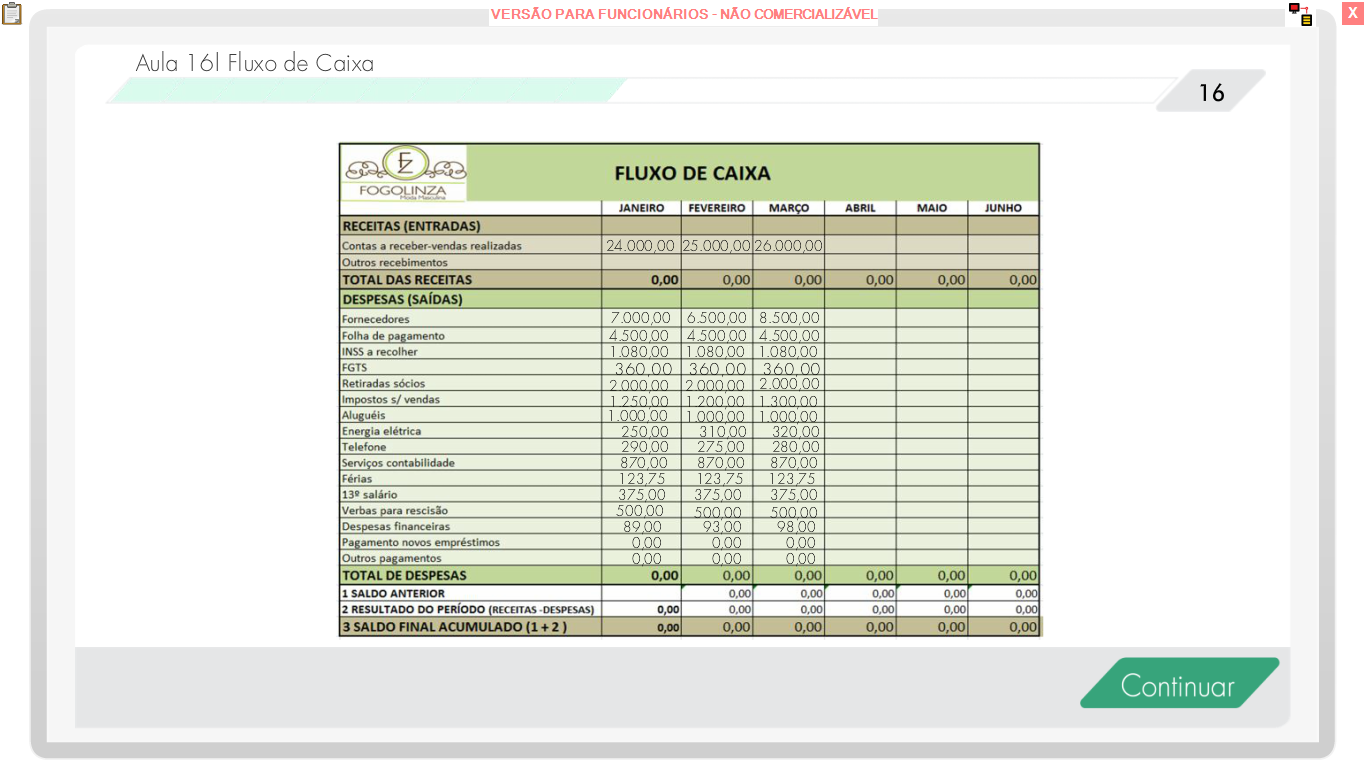 VERSÃO PARA FUNCIONÁRIOS - NÃO COMERCIALIZÁVEL
X
Aula 16| Fluxo de Caixa
16
FZ
FOGOLINZA
Moda Masculina
FLUXO DE CAIXA
JANEIRO FEVEREIRO MARÇO ABRIL MAIO JUNHO
RECEITAS (ENTRADAS)
Contas a receber-vendas realizadas 24.000,00 25.000,00 26.000,00
Outros recebimentos
TOTAL DAS RECEITAS 0,00 0,00 0,00 0,00 0,00 0,00
DESPESAS (SAÍDAS)
Fornecedores 7.000,00 6.500,00 8.500,00
Folha de pagamento 4.500,00 4.500,00 4.500,00
INSS a recolher 1.080,00 1.080,00 1.080,00
FGTS 360,00 360,00 360,00
Retiradas sócios 2.000,00 2.000,00 2.000,00
Impostos s/ vendas 1.250,00 1.200,00 1.300,00
Aluguéis 1.000,00 1.000,00 1.000,00
Energia elétrica 250,00 310,00 320,00
Telefone 290,00 275,00 280,00
Serviços contabilidade 870,00 870,00 870,00
Férias 123,75 123,75 123,75
13º salário 375,00 375,00 375,00
Verbas para rescisão 500,00 500,00 500,00
Despesas financeiras 89,00 93,00 98,00
Pagamento novos empréstimos 0,00 0,00 0,00
Outros pagamentos 0,00 0,00 0,00
TOTAL DE DESPESAS 0,00 0,00 0,00 0,00 0,00 0,00
1 SALDO ANTERIOR 0,00 0,00 0,00 0,00 0,00
2 RESULTADO DO PERÍODO (RECEITAS -DESPESAS) 0,00 0,00 0,00 0,00 0,00 0,00
3 SALDO FINAL ACUMULADO (1 + 2 ) 0,00 0,00 0,00 0,00 0,00 0,00
Continuar